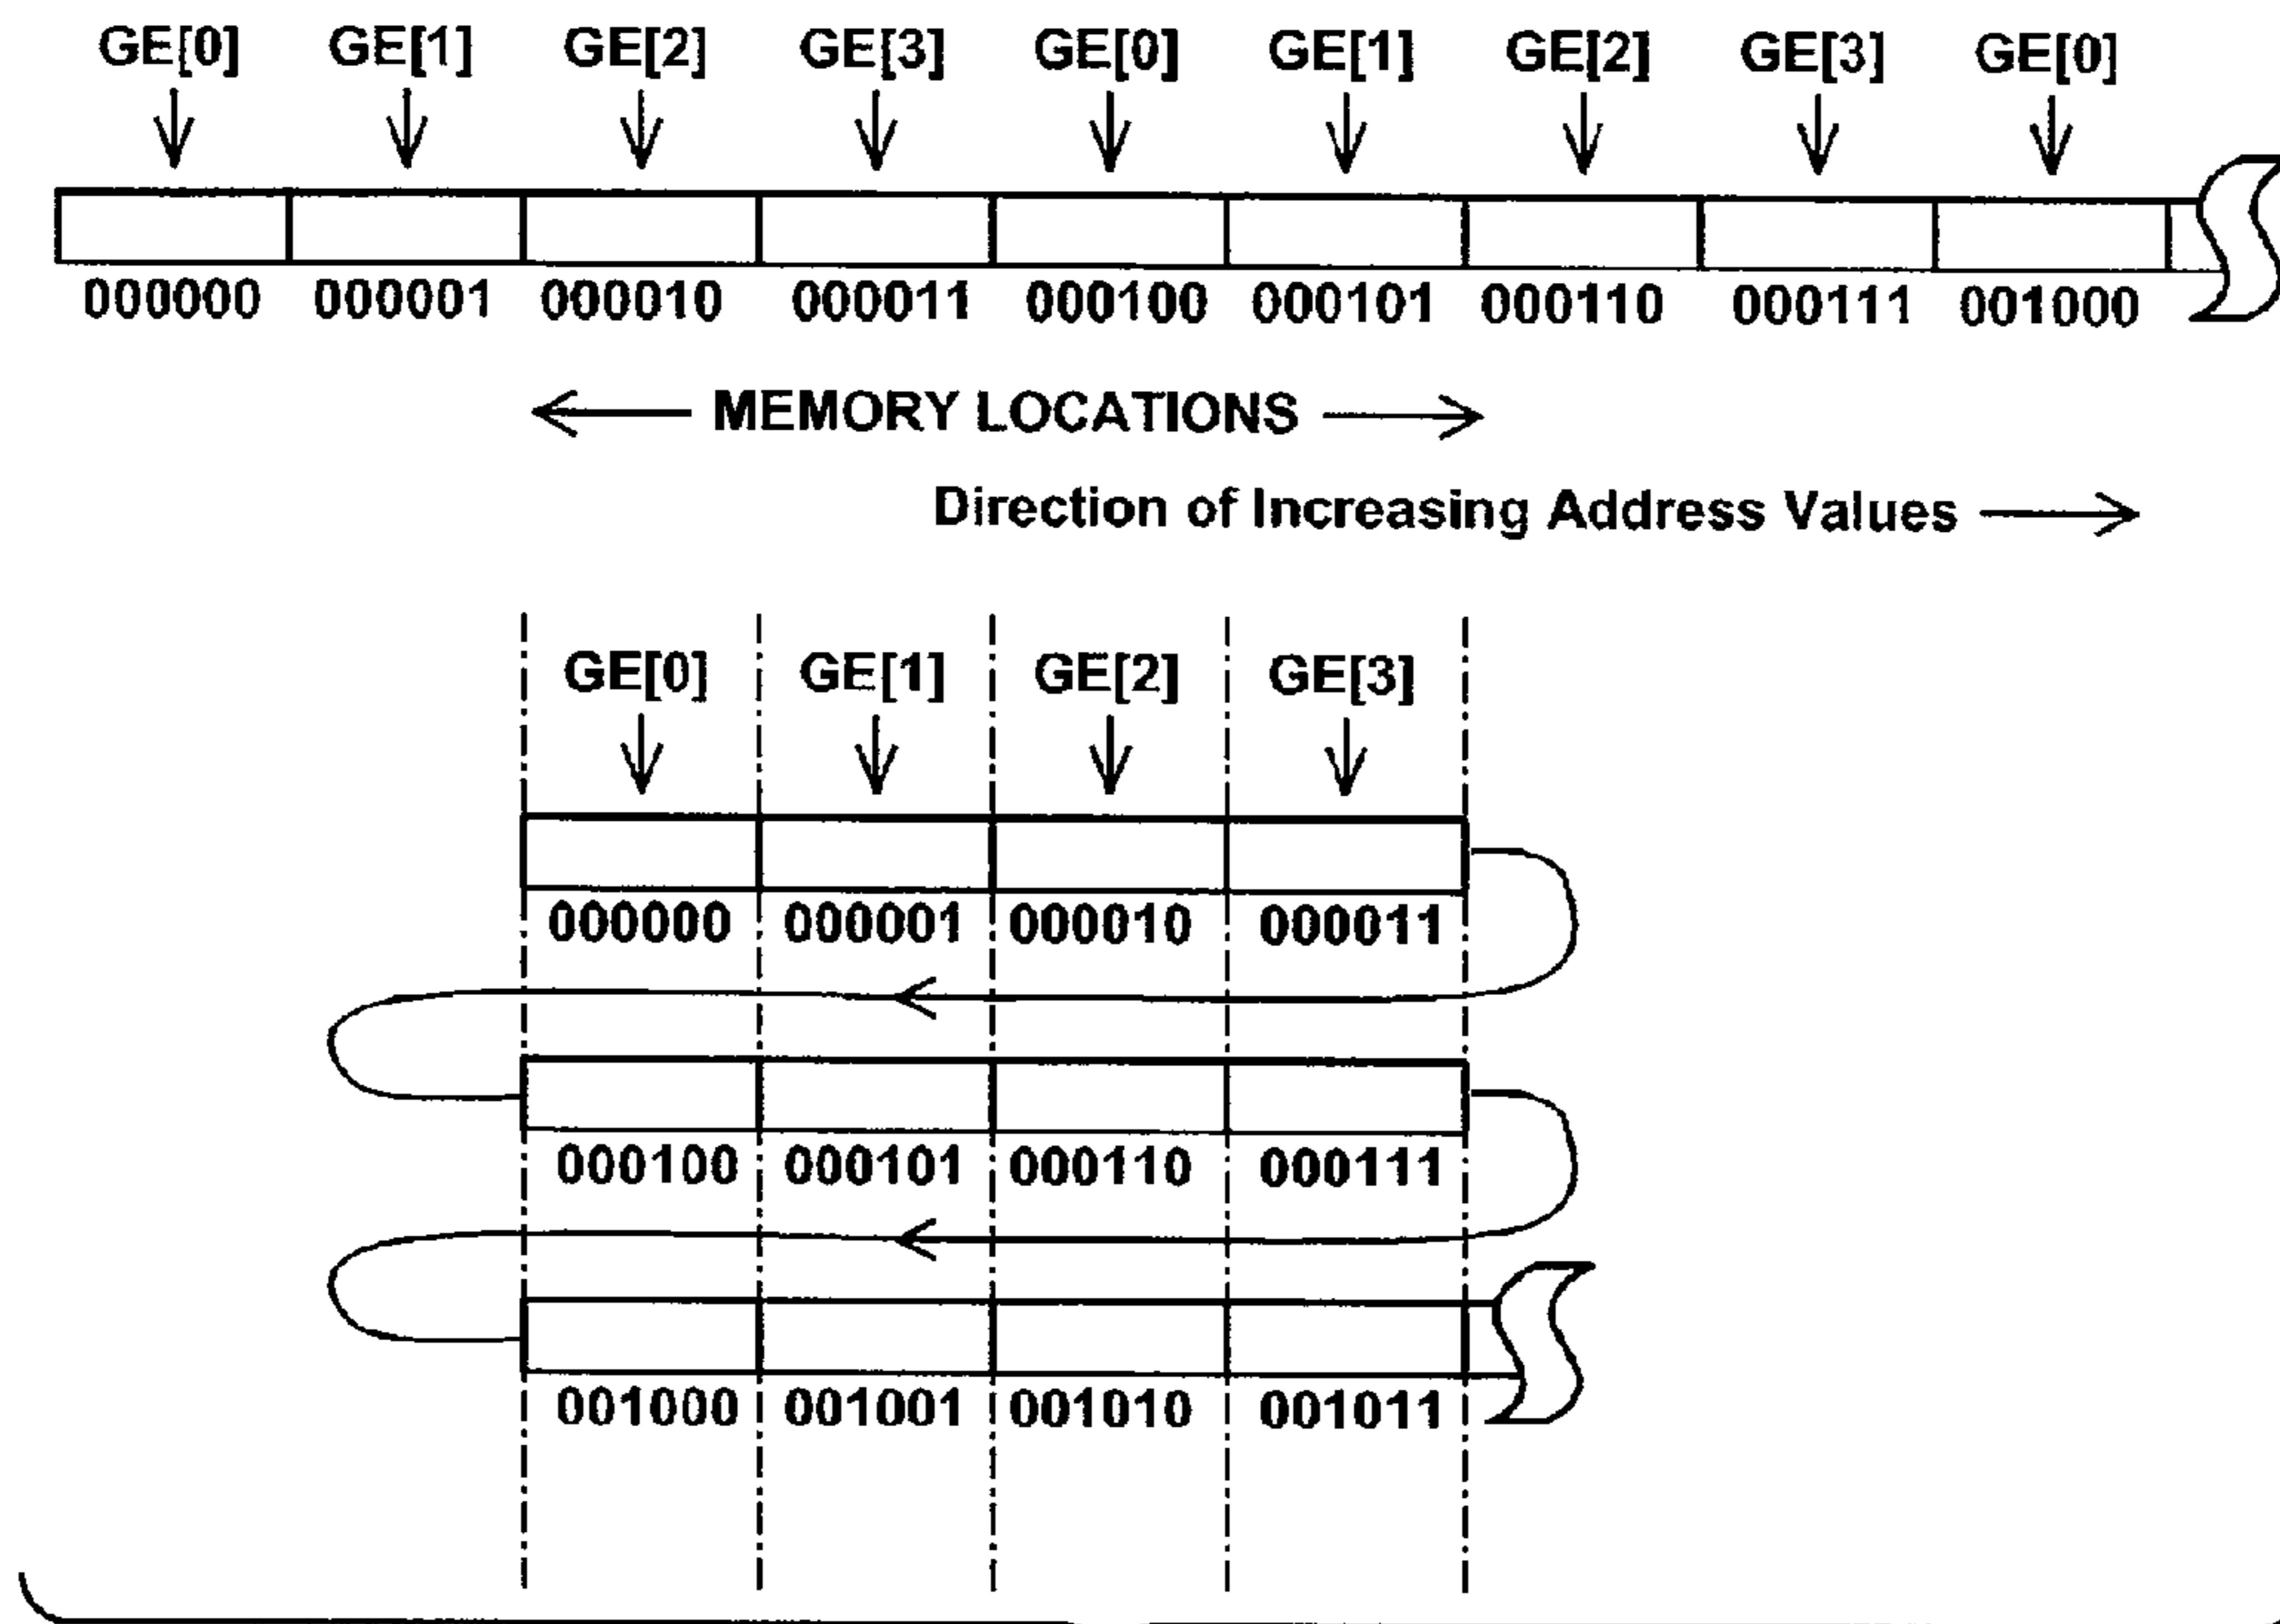 GE[0] GE[1] GE[2] GE[3] GE[0] GE[1] GE[2] GE[3] GE[0]
000000 000001 000010 000011 000100 000101 000110 000111 001000
MEMORY LOCATIONS
Direction of Increasing Address Values
GE[0] GE[1] GE[2] GE[3]
000000 000001 000010 000011
000100 000101 000110 000111
001000 001001 001010 001011